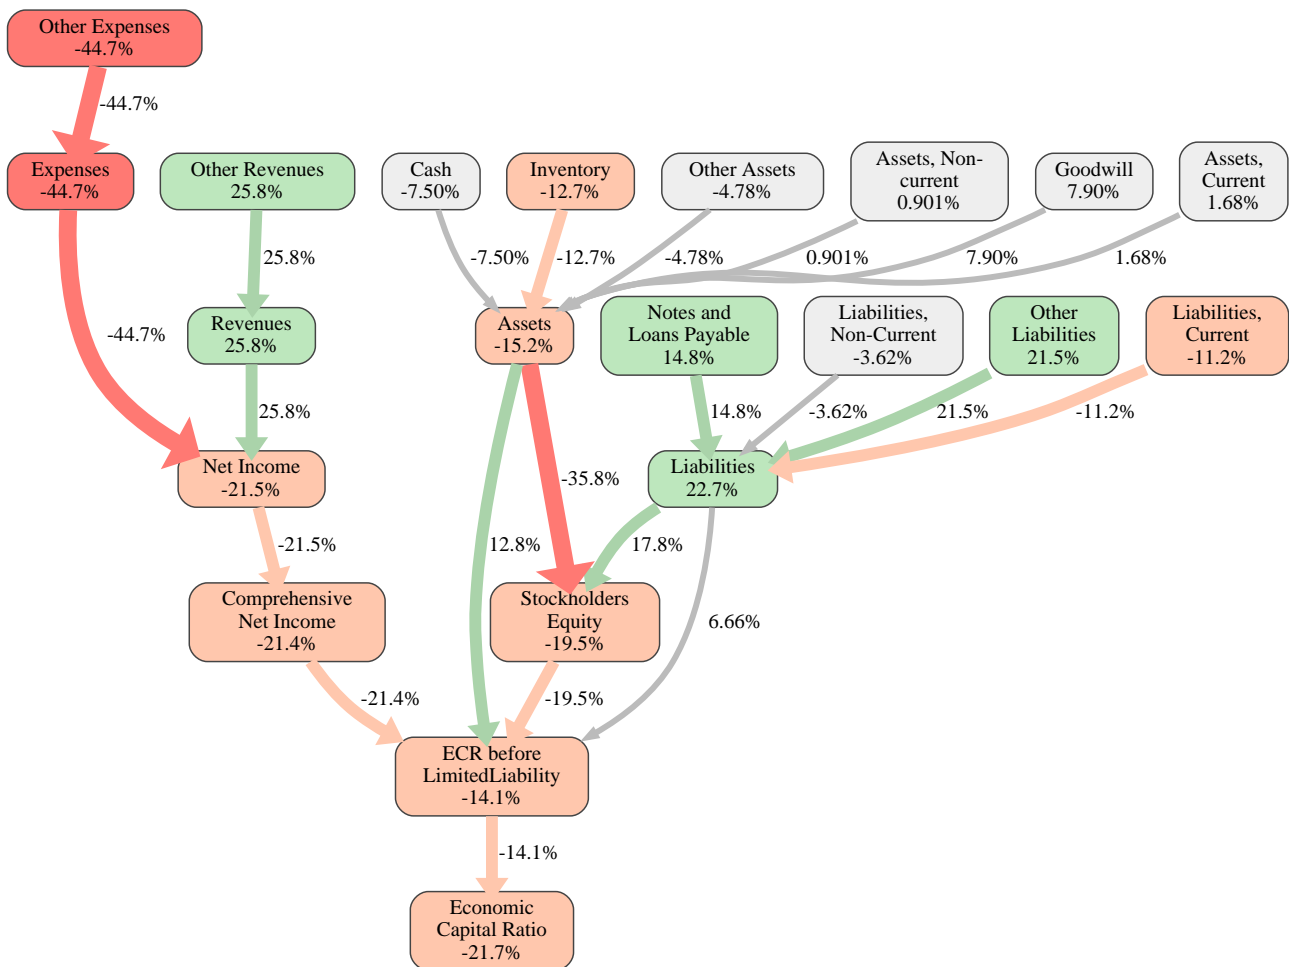 Other Expenses
-44.7%
-44.7%
Expenses
-44.7%
Other Revenues
25.8%
Cash
-7.50%
Inventory
-12.7%
Other Assets
-4.78%
Assets, Non-
current
0.901%
Goodwill
7.90%
Assets,
Current
1.68%
25.8%
-7.50%
-12.7%
-4.78%
0.901%
7.90%
1.68%
-44.7%
Revenues
25.8%
Assets
-15.2%
Notes and
Loans Payable
14.8%
Liabilities,
Non-Current
-3.62%
Other
Liabilities
21.5%
Liabilities,
Current
-11.2%
25.8%
14.8%
-3.62%
21.5%
-11.2%
Net Income
-21.5%
-35.8%
Liabilities
22.7%
-21.5%
12.8%
17.8%
Comprehensive
Net Income
-21.4%
Stockholders
Equity
-19.5%
6.66%
-21.4%
-19.5%
ECR before
LimitedLiability
-14.1%
-14.1%
Economic
Capital Ratio
-21.7%